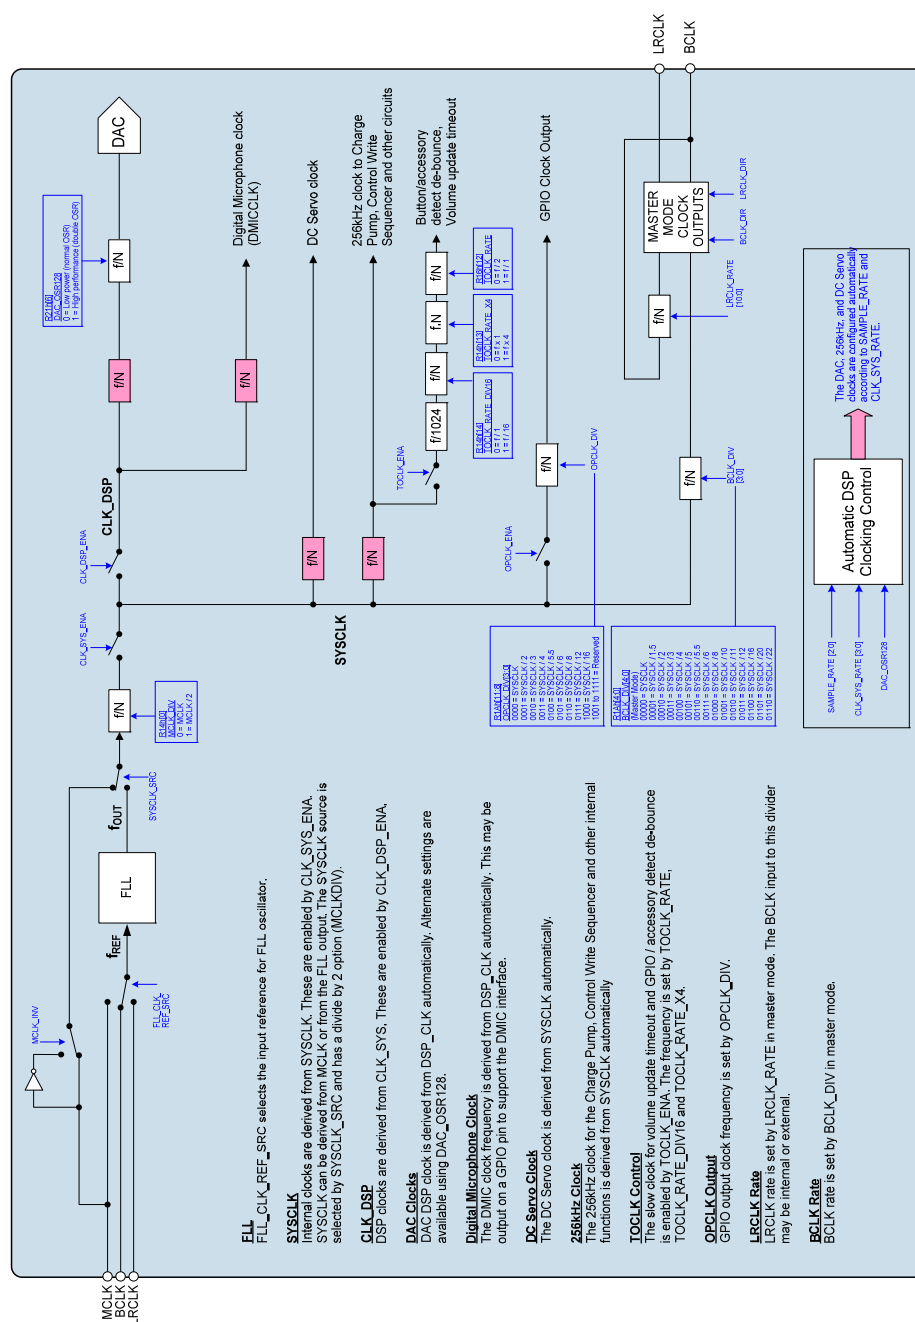 MCLK
BCLK
LRCLK
MCLK_INV
FLL_CLK_
REF_SRC
fREF
FLL
fOUT
SYSCLK_SRC
f/N
R14h[0]
MCLK_DIV
0 = MCLK
1 = MCLK / 2
CLK_SYS_ENA
CLK_DSP_ENA
CLK_DSP
f/N
f/N
DAC
R21h[6]
DAC_OSR128
0 = Low power (normal OSR)
1 = High performance (double OSR)
f/N
Digital Microphone clock
(DMICCLK)
SYSCLK
f/N
DC Servo clock
f/N
256kHz clock to Charge
Pump, Control Write
Sequencer and other circuits
TOCLK_ENA
f/1024
f/N
f/N
f/N
Button/accessory
detect de-bounce,
Volume update timeout
R14h[14]
TOCLK_RATE_DIV16
0 = f / 1
1 = f / 16
R14h[13]
TOCLK_RATE_X4
0 = f x 1
1 = f x 4
R16h[12]
TOCLK_RATE
0 = f / 2
1 = f / 1
OPCLK_ENA
f/N
OPCLK_DIV
GPIO Clock Output
R1Ah[11:8]
OPCLK_DIV[3:0]
0000 = SYSCLK
0001 = SYSCLK / 2
0010 = SYSCLK / 3
0011 = SYSCLK / 4
0100 = SYSCLK / 5.5
0101 = SYSCLK / 6
0110 = SYSCLK / 8
0111 = SYSCLK / 12
1000 = SYSCLK / 16
1001 to 1111 = Reserved
f/N
BCLK_DIV
[3:0]
R1Ah[4:0]
BCLK_DIV[4:0]
(Master Mode)
00000 = SYSCLK
00001 = SYSCLK / 1.5
00010 = SYSCLK / 2
00011 = SYSCLK / 3
00100 = SYSCLK / 4
00101 = SYSCLK / 5
00110 = SYSCLK / 5.5
00111 = SYSCLK / 6
01000 = SYSCLK / 8
01001 = SYSCLK / 10
01010 = SYSCLK / 11
01011 = SYSCLK / 12
01100 = SYSCLK / 16
01101 = SYSCLK / 20
01110 = SYSCLK / 22
f/N
LRCLK_RATE
[10:0]
MASTER
MODE
CLOCK
OUTPUTS
BCLK_DIR
LRCLK_DIR
LRCLK
BCLK
SAMPLE_RATE [2:0]
CLK_SYS_RATE [3:0]
DAC_OSR128
Automatic DSP
Clocking Control
The DAC, 256kHz, and DC Servo
clocks are configured automatically
according to SAMPLE_RATE and
CLK_SYS_RATE.
FLL
FLL_CLK_REF_SRC selects the input reference for FLL oscillator.
SYSCLK
Internal clocks are derived from SYSCLK. These are enabled by CLK_SYS_ENA.
SYSCLK can be derived from MCLK or from the FLL output. The SYSCLK source is
selected by SYSCLK_SRC and has a divide by 2 option (MCLKDIV).
CLK_DSP
DSP clocks are derived from CLK_SYS. These are enabled by CLK_DSP_ENA.
DAC Clocks
DAC DSP clock is derived from DSP_CLK automatically. Alternate settings are
available using DAC_OSR128.
Digital Microphone Clock
The DMIC clock frequency is derived from DSP_CLK automatically. This may be
output on a GPIO pin to support the DMIC interface.
DC Servo Clock
The DC Servo clock is derived from SYSCLK automatically.
256kHz Clock
The 256kHz clock for the Charge Pump, Control Write Sequencer and other internal
functions is derived from SYSCLK automatically
TOCLK Control
The slow clock for volume update timeout and GPIO / accessory detect de-bounce
is enabled by TOCLK_ENA. The frequency is set by TOCLK_RATE,
TOCLK_RATE_DIV16 and TOCLK_RATE_X4.
OPCLK Output
GPIO output clock frequency is set by OPCLK_DIV.
LRCLK Rate
LRCLK rate is set by LRCLK_RATE in master mode. The BCLK input to this divider
may be internal or external.
BCLK Rate
BCLK rate is set by BCLK_DIV in master mode.